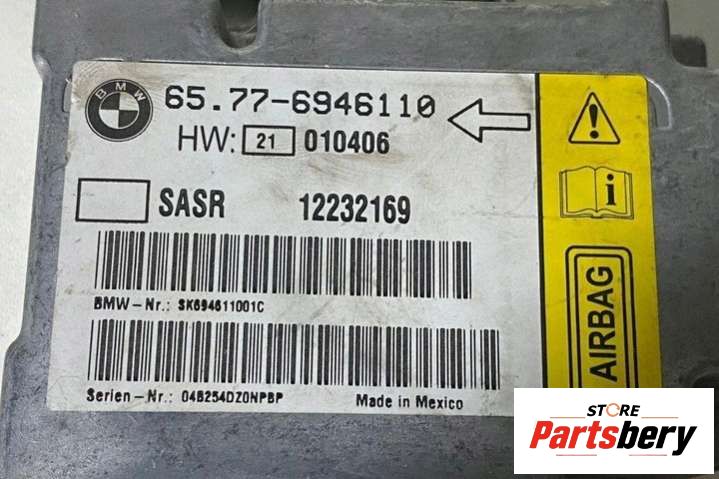 BMW
65.77-6946110
HW: 21 010406
SASR 12232169
BMW-Nr.: SK694611001C
Serien-Nr.: 04B254DZ0NPBP Made in Mexico
AIRBAG
STORE
Partsbery